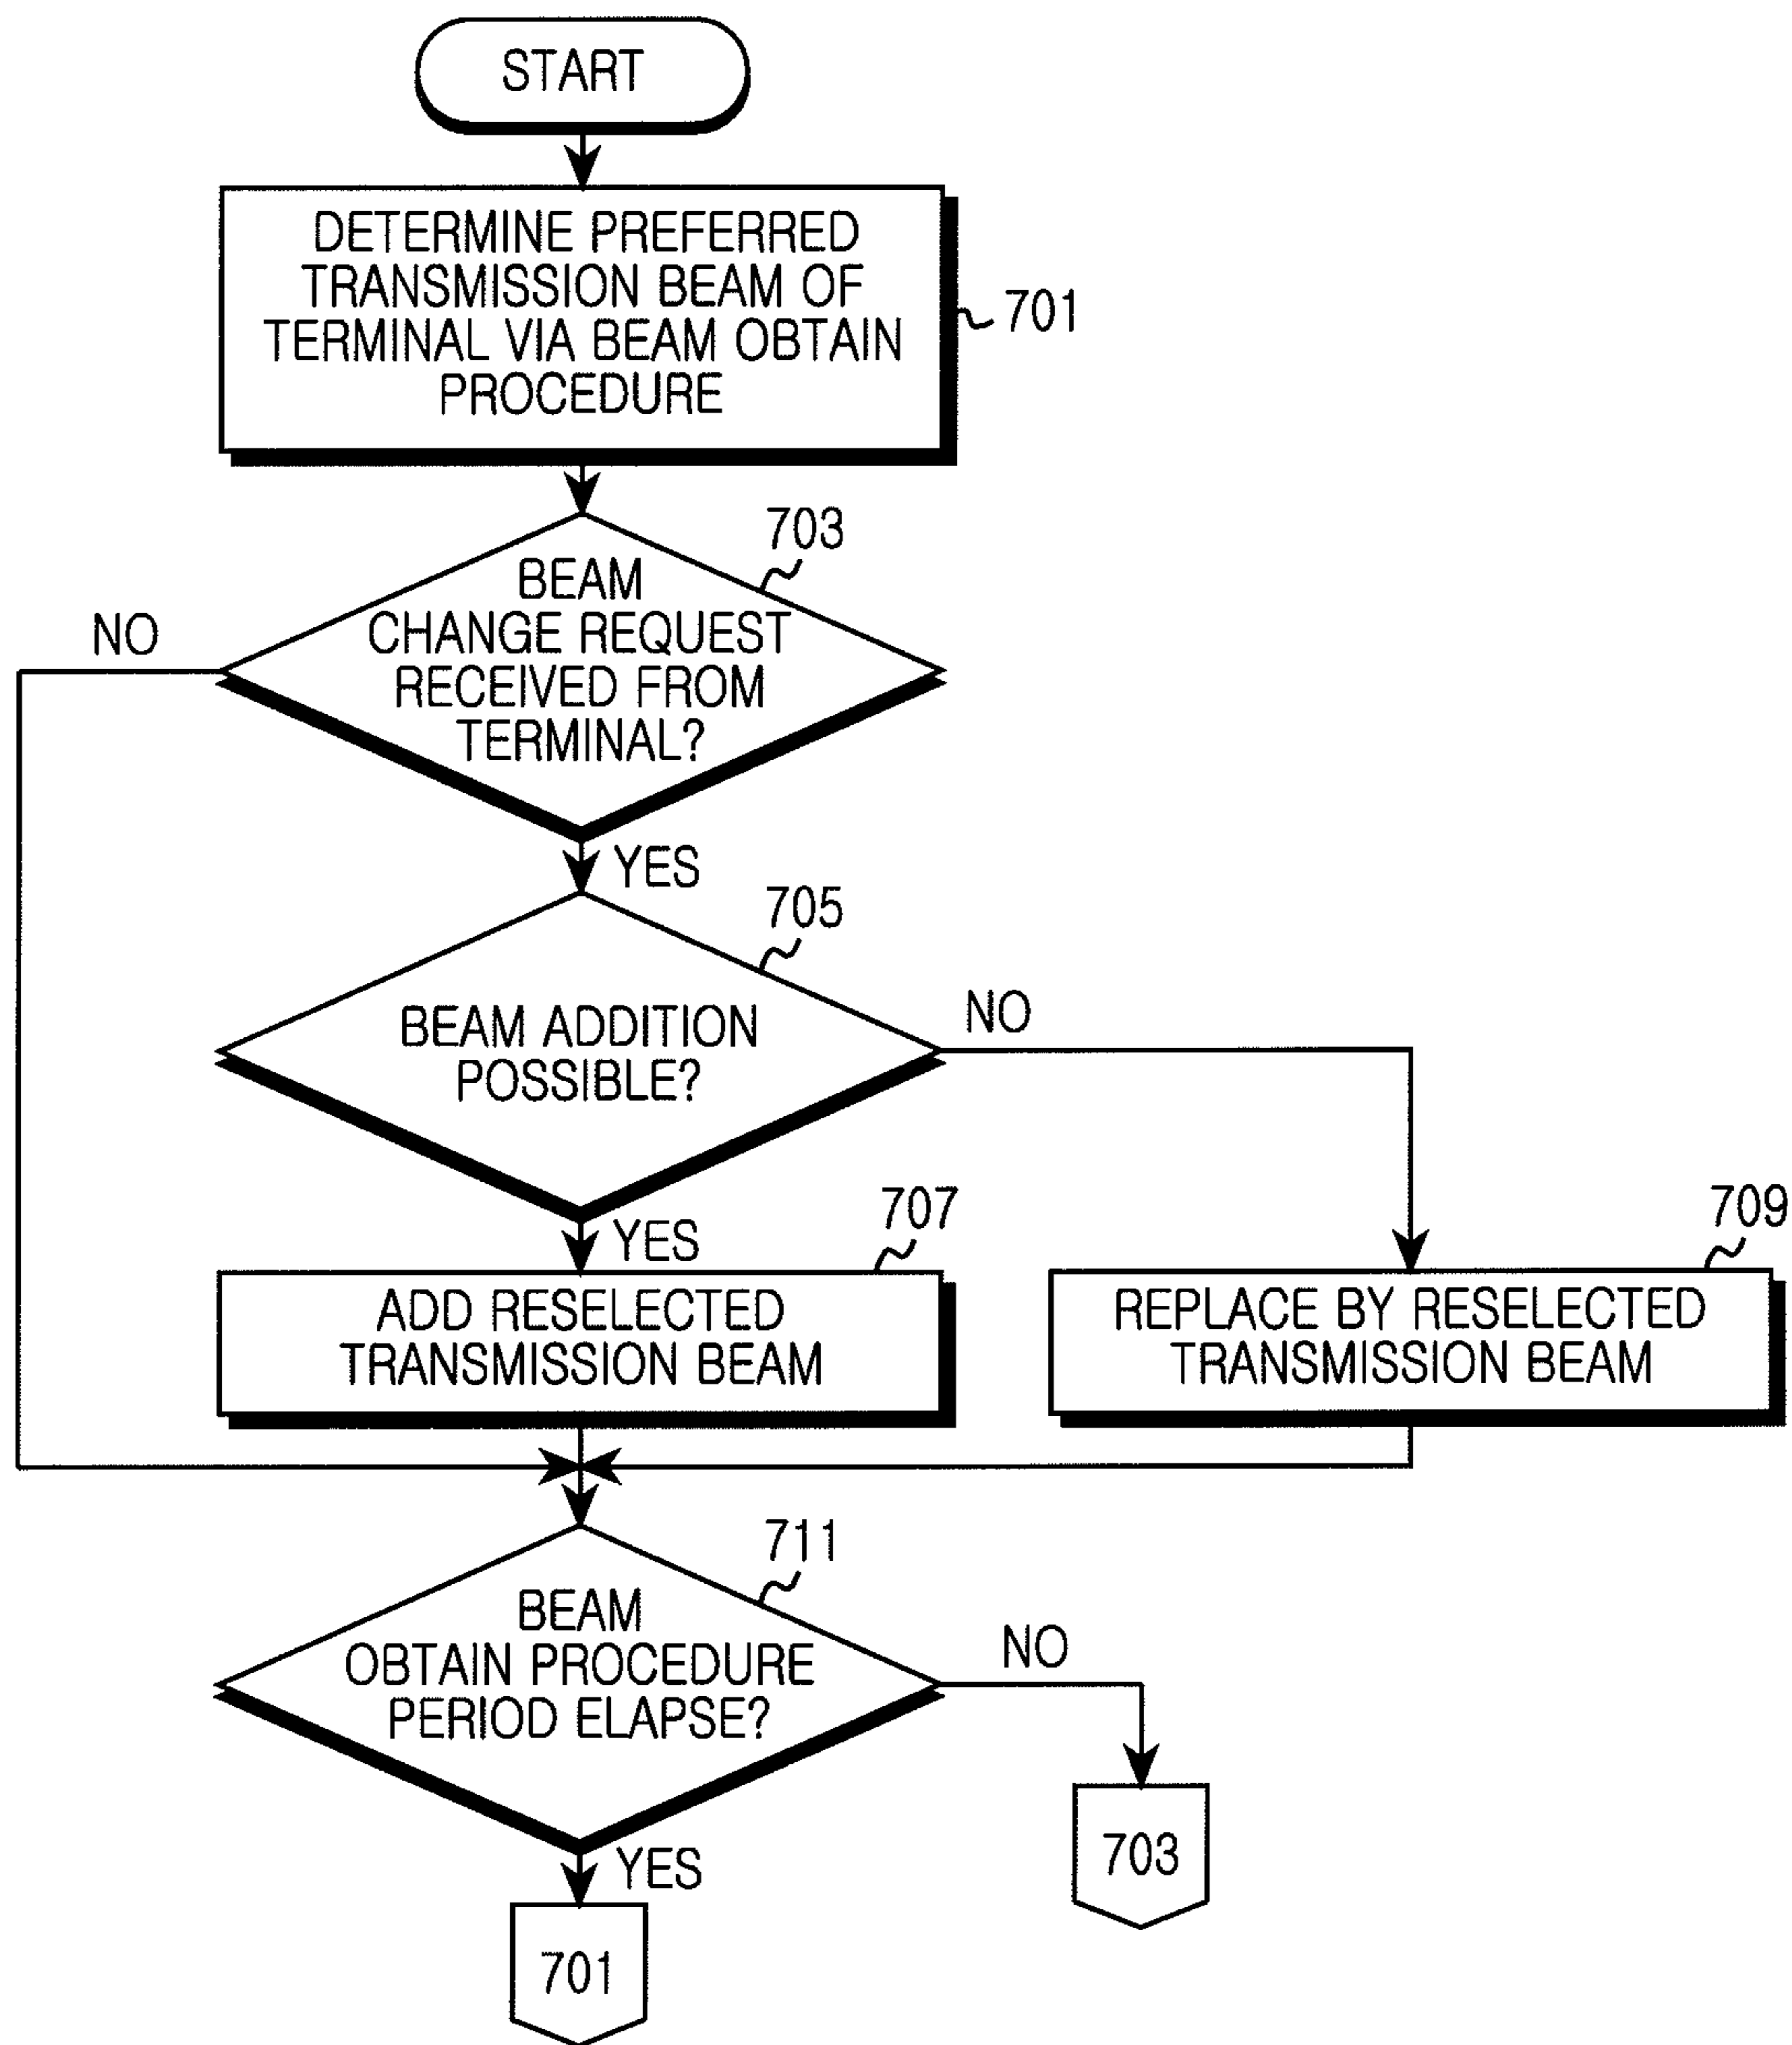 START
DETERMINE PREFERRED
TRANSMISSION BEAM OF
TERMINAL VIA BEAM OBTAIN
PROCEDURE
701
703
BEAM
CHANGE REQUEST
RECEIVED FROM
TERMINAL?
NO
YES
705
BEAM ADDITION
POSSIBLE?
NO
YES
707
ADD RESELECTED
TRANSMISSION BEAM
709
REPLACE BY RESELECTED
TRANSMISSION BEAM
711
BEAM
OBTAIN PROCEDURE
PERIOD ELAPSE?
NO
703
YES
701